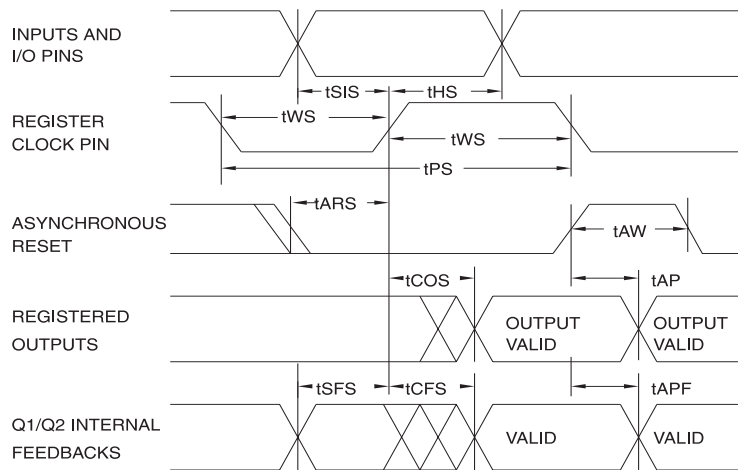 INPUTS AND
I/O PINS
tSIS
tHS
REGISTER
CLOCK PIN
tWS
tWS
tPS
ASYNCHRONOUS
RESET
tARS
tAW
REGISTERED
OUTPUTS
tCOS
tAP
OUTPUT
VALID
OUTPUT
VALID
Q1/Q2 INTERNAL
FEEDBACKS
tSFS
tCFS
tAPF
VALID
VALID